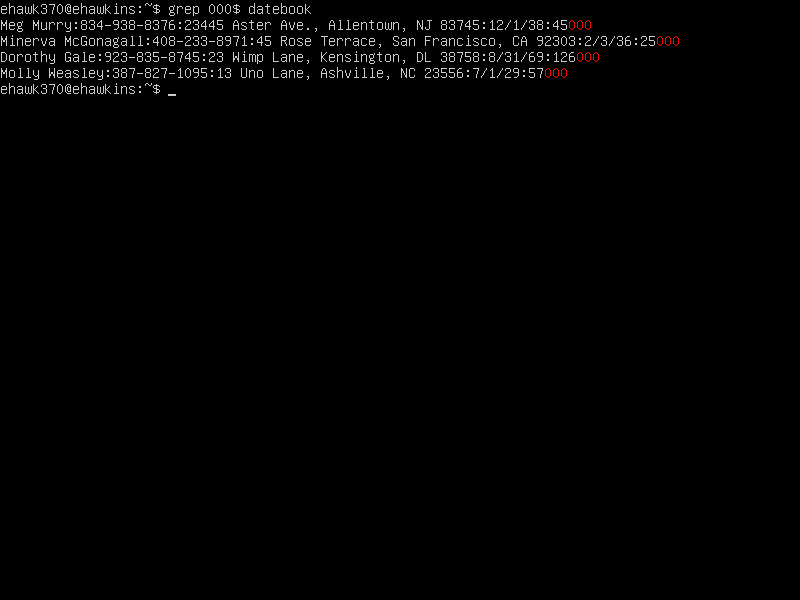 ehawk370@ehawkins:~$ grep 000$ datebook
Meg Murry:834-938-8376:23445 Aster Ave., Allentown, NJ 83745:12/1/38:45000
Minerva McGonagall:408-233-8971:45 Rose Terrace, San Francisco, CA 92303:2/3/36:25000
Dorothy Gale:923-835-8745:23 Wimp Lane, Kensington, DL 38758:8/31/69:126000
Molly Weasley:387-827-1095:13 Uno Lane, Ashville, NC 23556:7/1/29:57000
ehawk370@ehawkins:~$ _